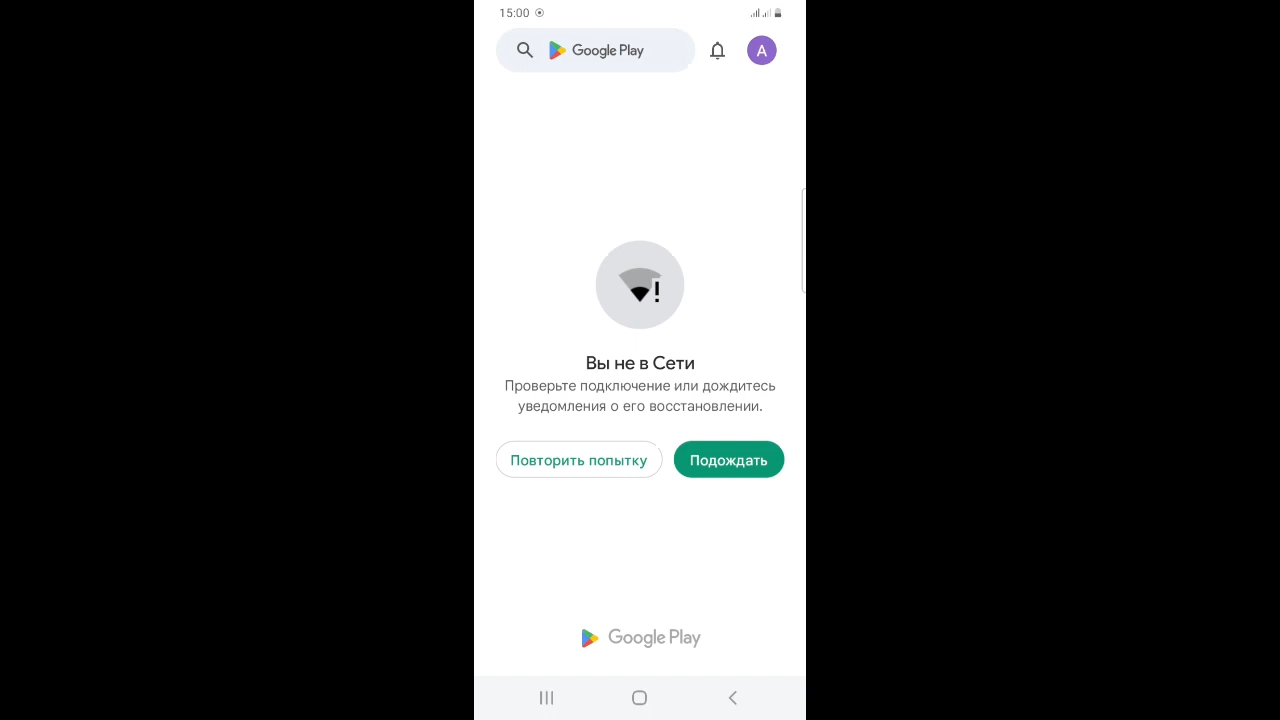 15:00
Google Play
A
Вы не в Сети
Проверьте подключение или дождитесь
уведомления о его восстановлении.
Повторить попытку
Подождать
Google Play